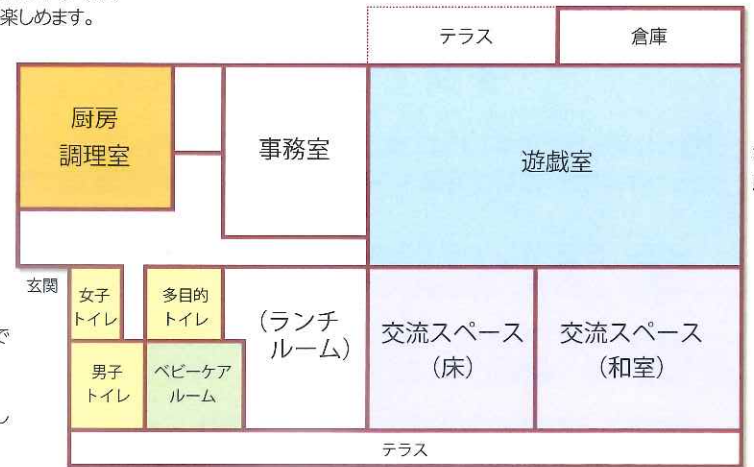 楽しめます。
テラス
倉庫
厨房
調理室
事務室
遊戯室
玄関
女子
トイレ
多目的
トイレ
(ランチ
ルーム)
交流スペース
(床)
交流スペース
(和室)
で
男子
トイレ
ベビーケア
ルーム
テラス